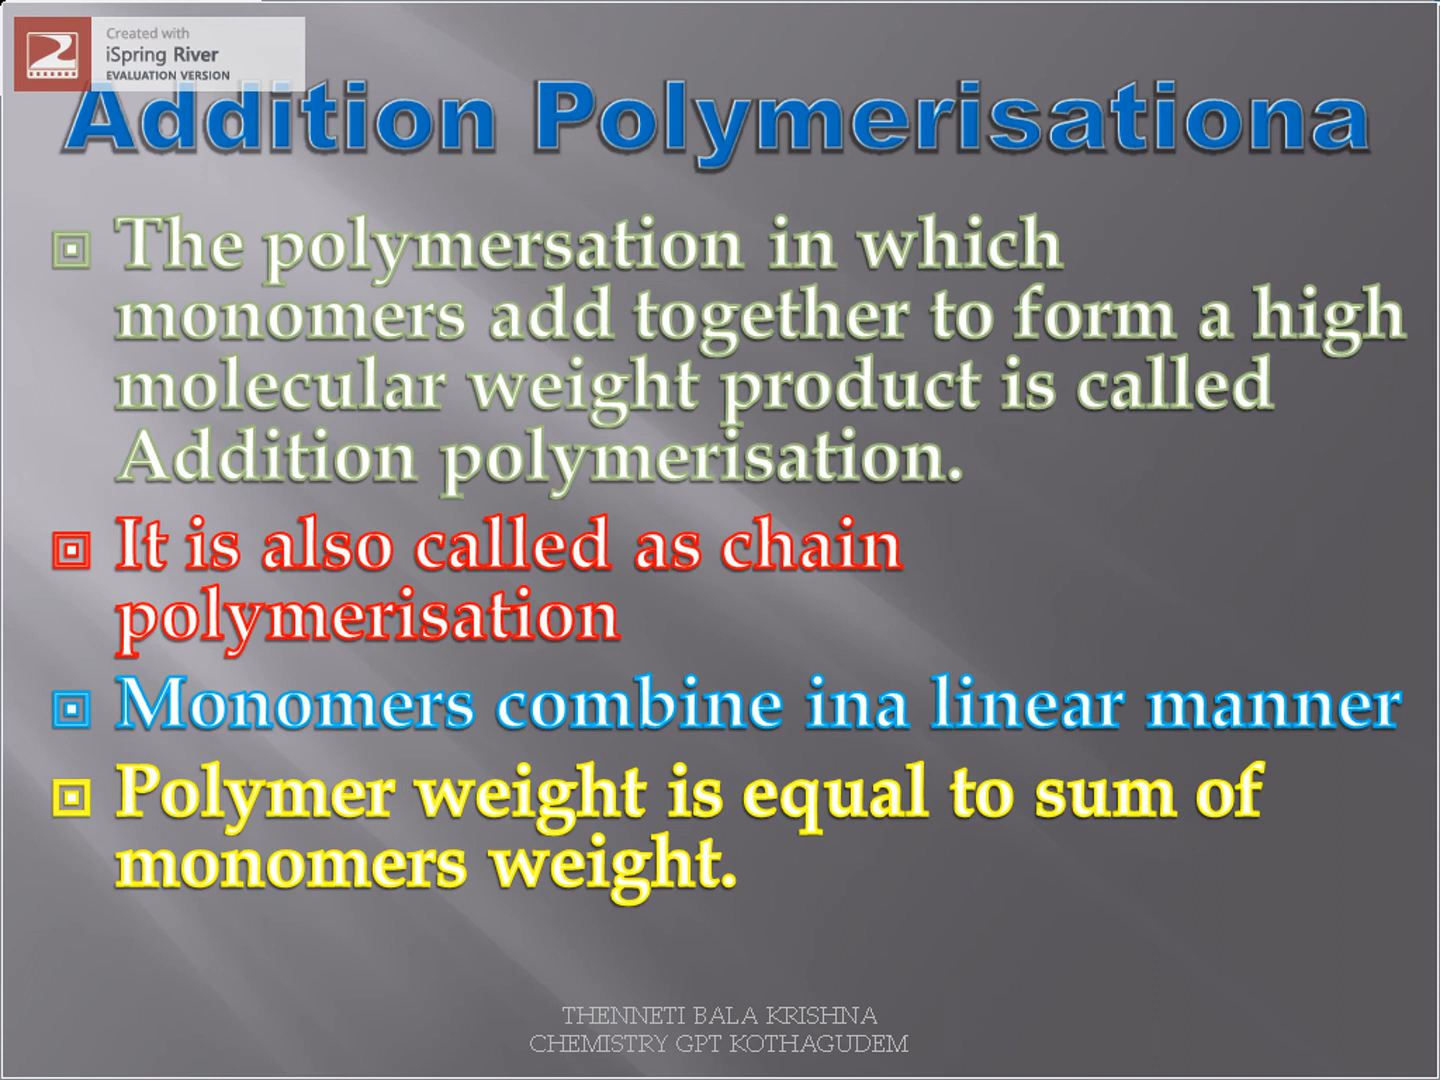 Created with
iSpring River
EVALUATION VERSION
Addition Polymerisationa
The polymersation in which
monomers add together to form a high
molecular weight product is called
Addition polymerisation.
It is also called as chain
polymerisation
Monomers combine ina linear manner
Polymer weight is equal to sum of
monomers weight.
THENNETI BALA KRISHNA
CHEMISTRY GPT KOTHAGUDEM